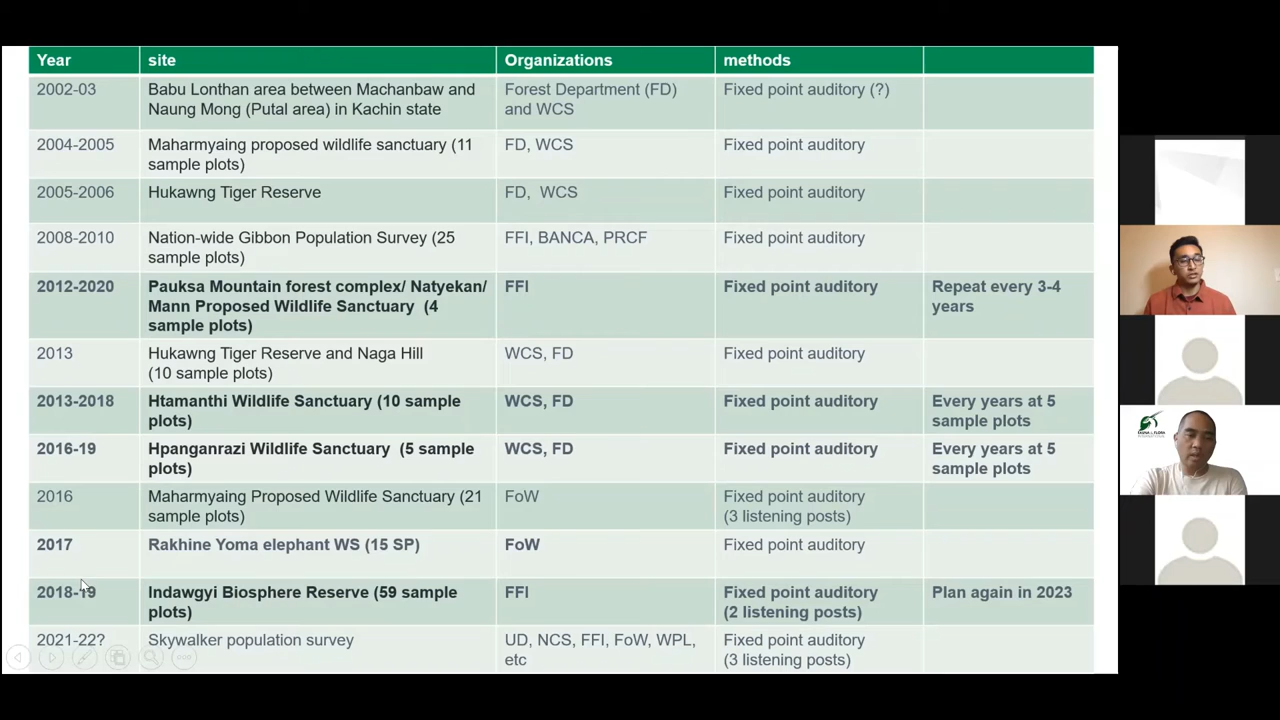 Year site Organizations methods
2002-03 Babu Lonthan area between Machanbaw and Forest Department (FD) Fixed point auditory (?)
Naung Mong (Putal area) in Kachin state and WCS
2004-2005 Maharmyaing proposed wildlife sanctuary (11 FD, WCS Fixed point auditory
sample plots)
2005-2006 Hukawng Tiger Reserve FD, WCS Fixed point auditory
2008-2010 Nation-wide Gibbon Population Survey (25 FFI, BANCA, PRCF Fixed point auditory
sample plots)
2012-2020 Pauksa Mountain forest complex/ Natyekan/ FFI Fixed point auditory Repeat every 3-4
Mann Proposed Wildlife Sanctuary (4 years
sample plots)
2013 Hukawng Tiger Reserve and Naga Hill WCS, FD Fixed point auditory
(10 sample plots)
2013-2018 Htamanthi Wildlife Sanctuary (10 sample WCS, FD Fixed point auditory Every years at 5
plots) sample plots
2016-19 Hpanganrazi Wildlife Sanctuary (5 sample WCS, FD Fixed point auditory Every years at 5
plots) sample plots
2016 Maharmyaing Proposed Wildlife Sanctuary (21 FoW Fixed point auditory
sample plots) (3 listening posts)
2017 Rakhine Yoma elephant WS (15 SP) FoW Fixed point auditory
2018-19 Indawgyi Biosphere Reserve (59 sample FFI Fixed point auditory Plan again in 2023
plots) (2 listening posts)
2021-22? Skywalker population survey UD, NCS, FFI, FoW, WPL, Fixed point auditory
etc (3 listening posts)